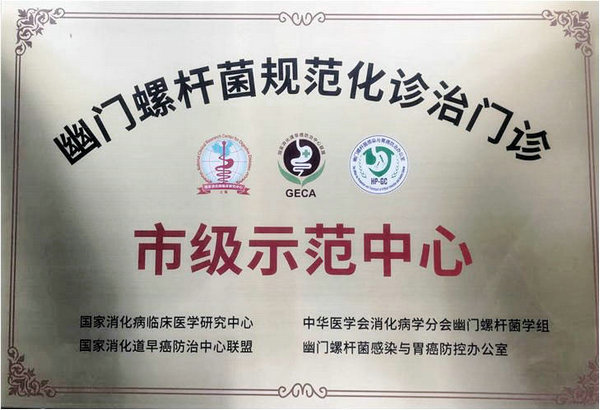 幽门螺杆菌规范化诊治门诊
GECA
HP-GC
市级示范中心
国家消化病临床医学研究中心
中华医学会消化病学分会幽门螺杆菌学组
国家消化道早癌防治中心联盟
幽门螺杆菌感染与胃癌防控办公室